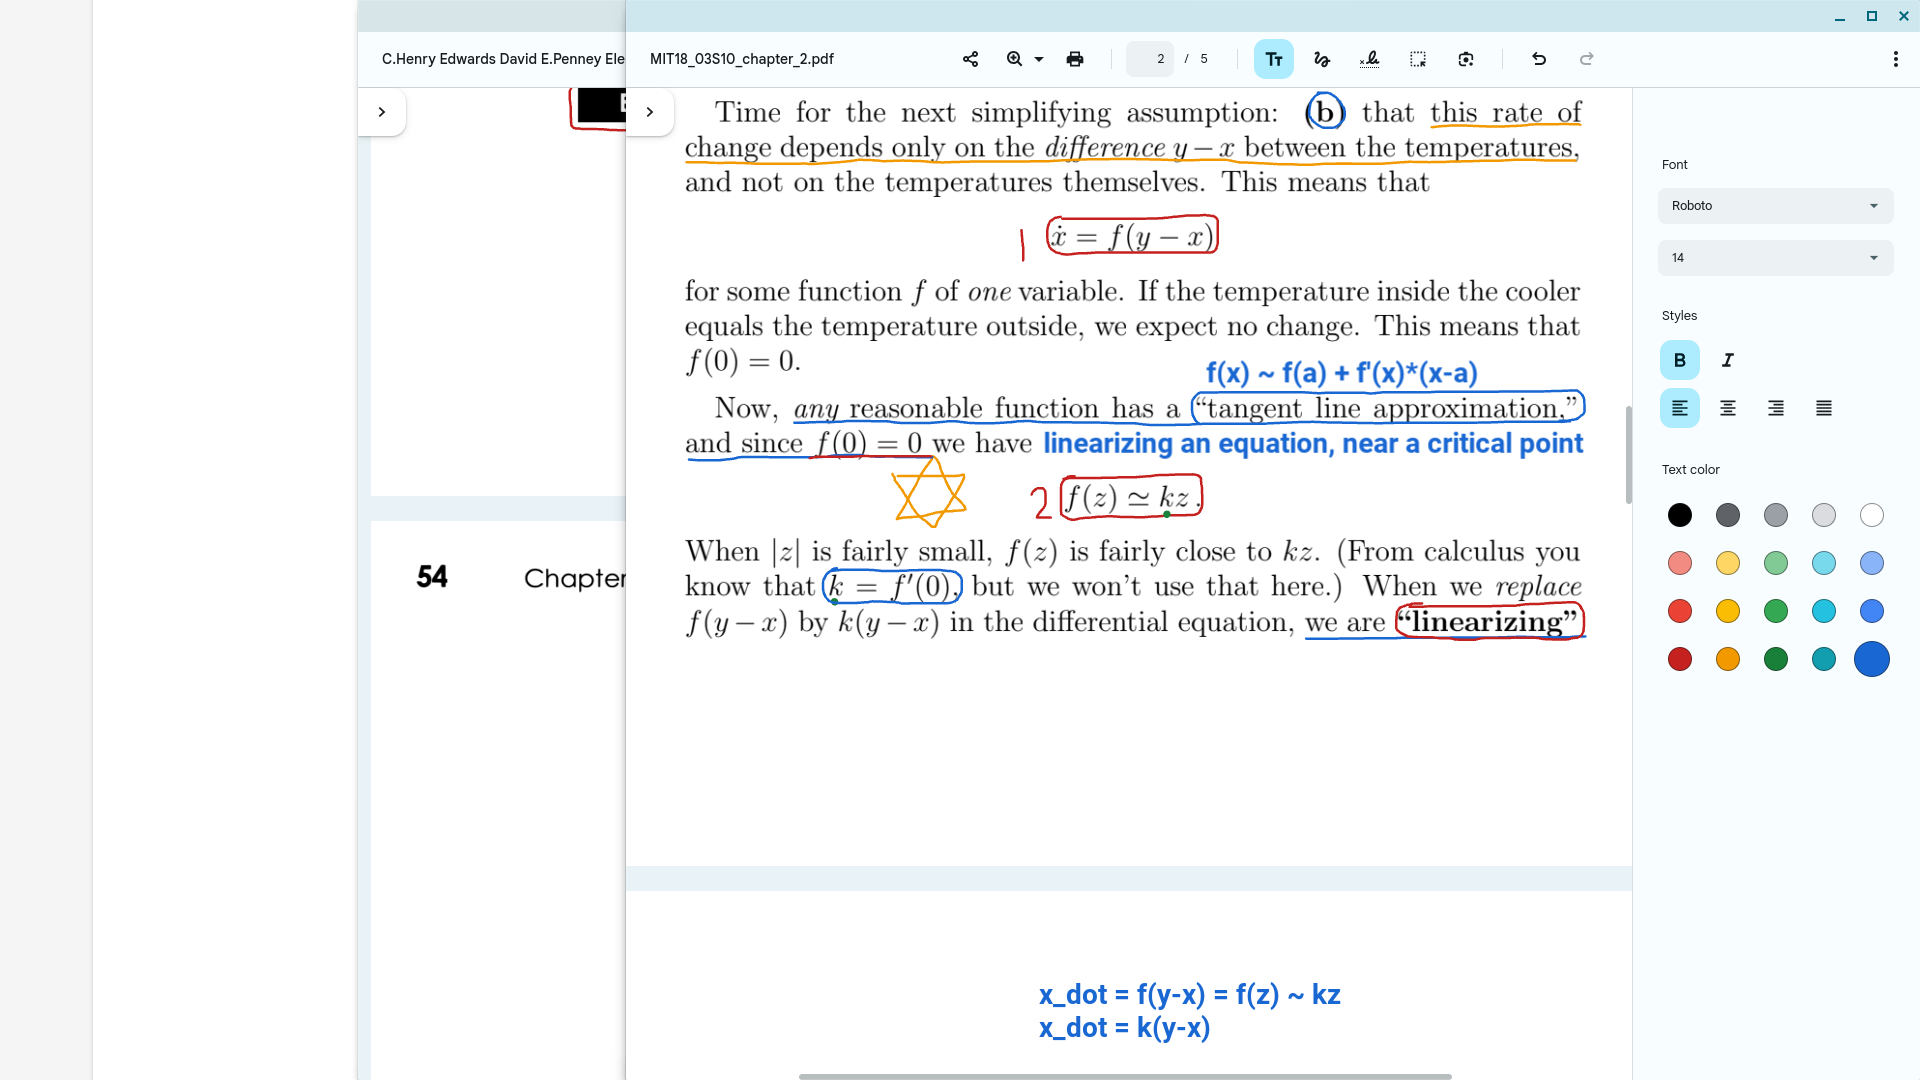 C.Henry Edwards David E.Penney Ele
MIT18_03S10_chapter_2.pdf
2 / 5
Time for the next simplifying assumption: (b) that this rate of
change depends only on the difference y − x between the temperatures,
and not on the temperatures themselves. This means that
1 ẋ = f(y − x)
for some function f of one variable. If the temperature inside the cooler
equals the temperature outside, we expect no change. This means that
f(0) = 0.
f(x) ~ f(a) + f'(x)*(x-a)
Now, any reasonable function has a “tangent line approximation,”
and since f(0) = 0 we have linearizing an equation, near a critical point
2 f(z) ≃ kz.
When |z| is fairly small, f(z) is fairly close to kz. (From calculus you
know that k = f′(0), but we won’t use that here.) When we replace
f(y − x) by k(y − x) in the differential equation, we are “linearizing”
x_dot = f(y-x) = f(z) ~ kz
x_dot = k(y-x)
54 Chapter
Font
Roboto
14
Styles
B I
Text color